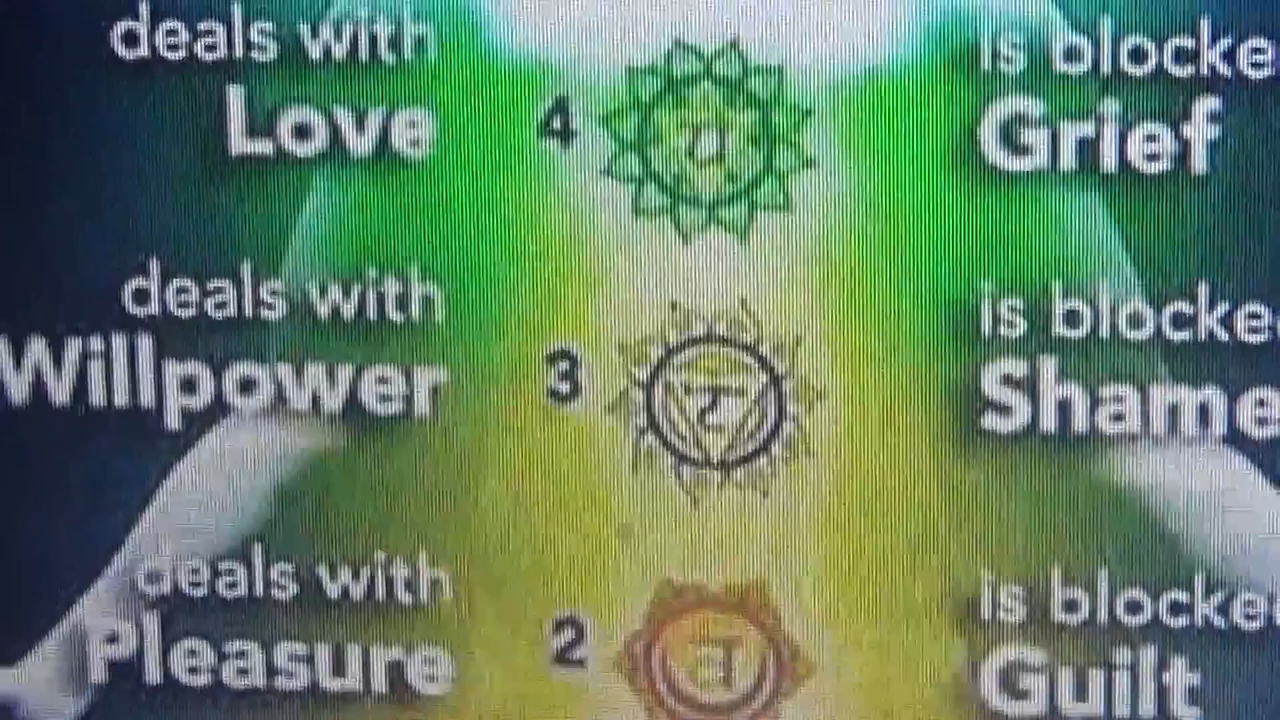 deals with
Love
4
is blocke
Grief
deals with
Willpower
3
is blocke
Shame
deals with
Pleasure
2
is blocke
Guilt